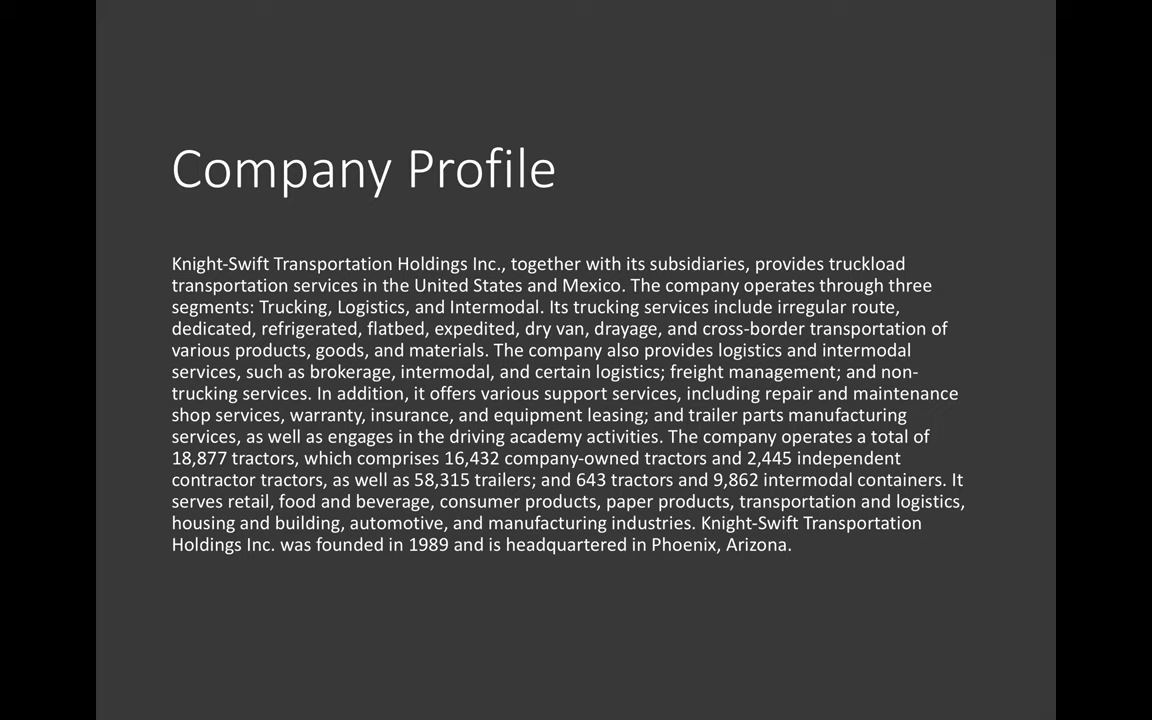 Company Profile
Knight-Swift Transportation Holdings Inc., together with its subsidiaries, provides truckload
transportation services in the United States and Mexico. The company operates through three
segments: Trucking, Logistics, and Intermodal. Its trucking services include irregular route,
dedicated, refrigerated, flatbed, expedited, dry van, drayage, and cross-border transportation of
various products, goods, and materials. The company also provides logistics and intermodal
services, such as brokerage, intermodal, and certain logistics; freight management; and non-
trucking services. In addition, it offers various support services, including repair and maintenance
shop services, warranty, insurance, and equipment leasing; and trailer parts manufacturing
services, as well as engages in the driving academy activities. The company operates a total of
18,877 tractors, which comprises 16,432 company-owned tractors and 2,445 independent
contractor tractors, as well as 58,315 trailers; and 643 tractors and 9,862 intermodal containers. It
serves retail, food and beverage, consumer products, paper products, transportation and logistics,
housing and building, automotive, and manufacturing industries. Knight-Swift Transportation
Holdings Inc. was founded in 1989 and is headquartered in Phoenix, Arizona.